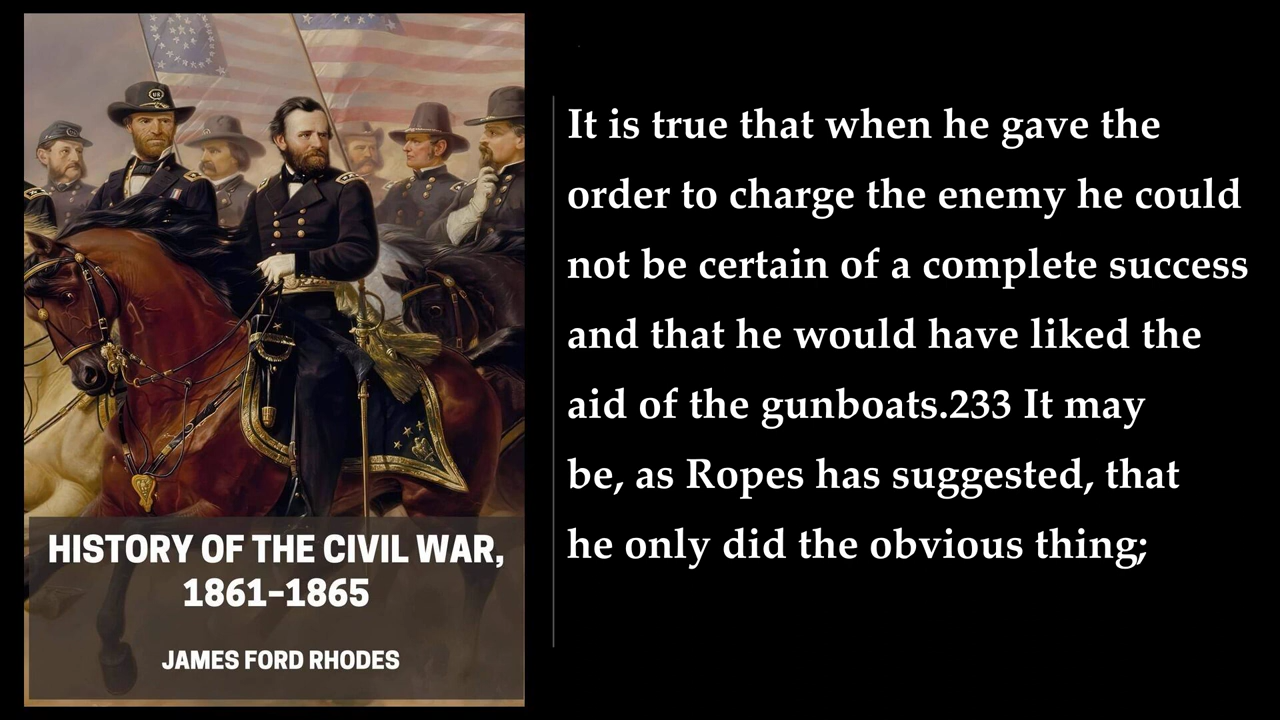 HISTORY OF THE CIVIL WAR,
1861–1865
JAMES FORD RHODES
It is true that when he gave the
order to charge the enemy he could
not be certain of a complete success
and that he would have liked the
aid of the gunboats.233 It may
be, as Ropes has suggested, that
he only did the obvious thing;